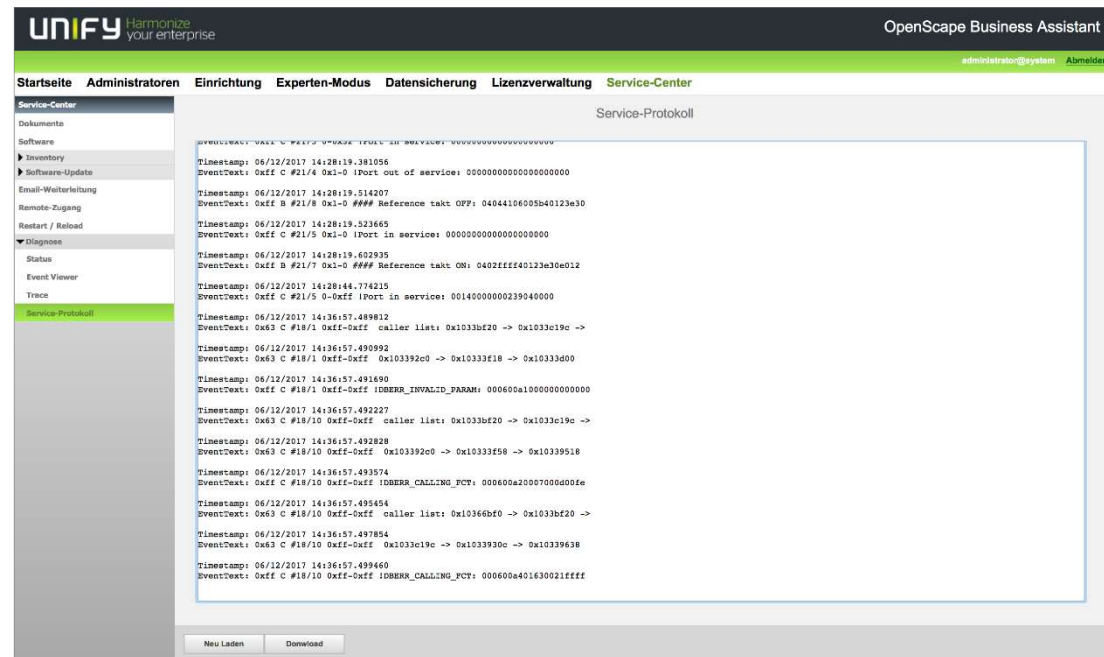 UNIFY Harmonize your enterprise
OpenScape Business Assistant
administrator@system Abmelden
Startseite Administratoren Einrichtung Experten-Modus Datensicherung Lizenzverwaltung Service-Center
Service-Center
Dokumente
Software
Inventory
Software-Update
Email-Weiterleitung
Remote-Zugang
Restart / Reload
Diagnose
Status
Event Viewer
Trace
Service-Protokoll
Service-Protokoll
Timestamp: 06/12/2017 14:28:19.381056
EventText: 0xff C #21/4 0x1-0 !Port out of service: 00000000000000000000
Timestamp: 06/12/2017 14:28:19.514207
EventText: 0xff B #21/8 0x1-0 #### Reference takt OFF: 04044106005b40123e30
Timestamp: 06/12/2017 14:28:19.523665
EventText: 0xff C #21/5 0x1-0 !Port in service: 00000000000000000000
Timestamp: 06/12/2017 14:28:19.602935
EventText: 0xff B #21/7 0x1-0 #### Reference takt ON: 0402ffff40123e30e012
Timestamp: 06/12/2017 14:28:44.774215
EventText: 0xff C #21/5 0-0xff !Port in service: 00140000000239040000
Timestamp: 06/12/2017 14:36:57.489812
EventText: 0x63 C #18/1 0xff-0xff caller list: 0x1033bf20 -> 0x1033c19c ->
Timestamp: 06/12/2017 14:36:57.490992
EventText: 0x63 C #18/1 0xff-0xff 0x103392c0 -> 0x10333f18 -> 0x10333d00
Timestamp: 06/12/2017 14:36:57.491690
EventText: 0xff C #18/1 0xff-0xff !DBERR_INVALID_PARAM: 000600a1000000000000
Timestamp: 06/12/2017 14:36:57.492227
EventText: 0x63 C #18/10 0xff-0xff caller list: 0x1033bf20 -> 0x1033c19c ->
Timestamp: 06/12/2017 14:36:57.492828
EventText: 0x63 C #18/10 0xff-0xff 0x103392c0 -> 0x10333f58 -> 0x10339518
Timestamp: 06/12/2017 14:36:57.493574
EventText: 0xff C #18/10 0xff-0xff !DBERR_CALLING_FCT: 000600a20007000d00fe
Timestamp: 06/12/2017 14:36:57.495454
EventText: 0x63 C #18/10 0xff-0xff caller list: 0x10366bf0 -> 0x1033bf20 ->
Timestamp: 06/12/2017 14:36:57.497854
EventText: 0x63 C #18/10 0xff-0xff 0x1033c19c -> 0x1033930c -> 0x10339638
Timestamp: 06/12/2017 14:36:57.499460
EventText: 0xff C #18/10 0xff-0xff !DBERR_CALLING_FCT: 000600a401630021ffff
Neu Laden Donwload